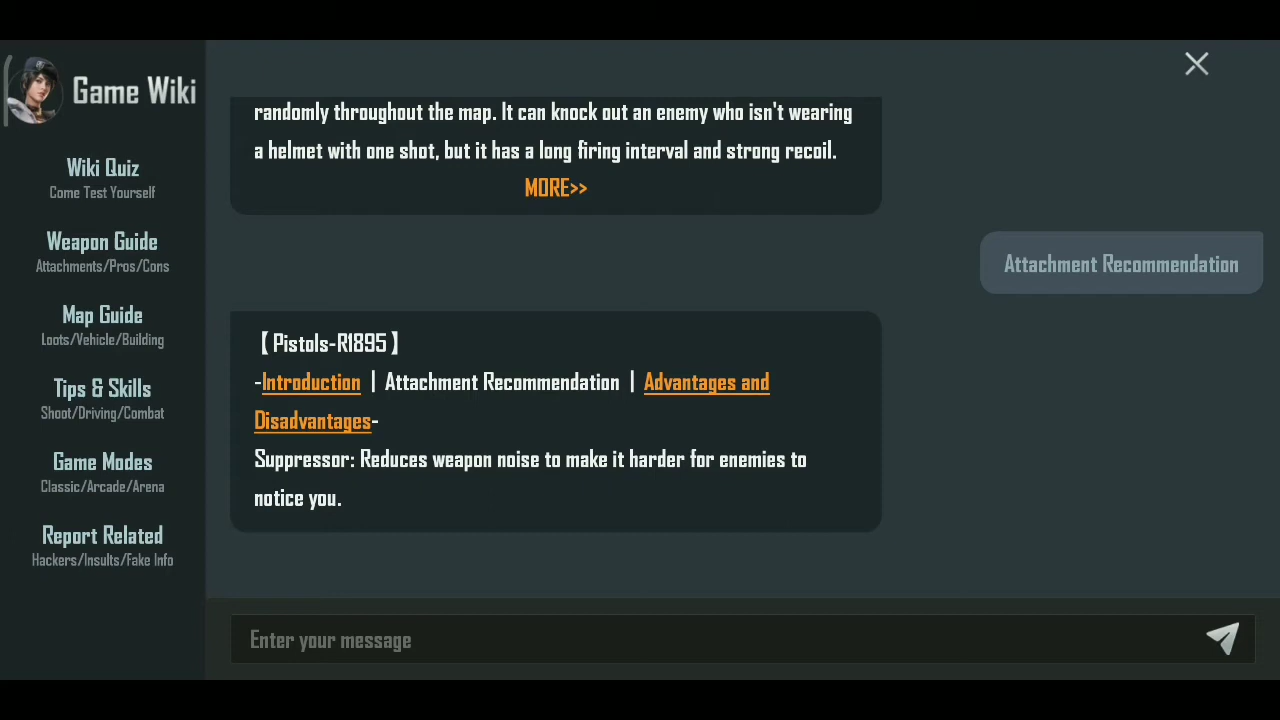 Game Wiki
Wiki Quiz
Come Test Yourself
Weapon Guide
Attachments/Pros/Cons
Map Guide
Loots/Vehicle/Building
Tips & Skills
Shoot/Driving/Combat
Game Modes
Classic/Arcade/Arena
Report Related
Hackers/Insults/Fake Info
randomly throughout the map. It can knock out an enemy who isn't wearing
a helmet with one shot, but it has a long firing interval and strong recoil.
MORE>>
Attachment Recommendation
【Pistols-R1895】
-Introduction | Attachment Recommendation | Advantages and
Disadvantages-
Suppressor: Reduces weapon noise to make it harder for enemies to
notice you.
Enter your message